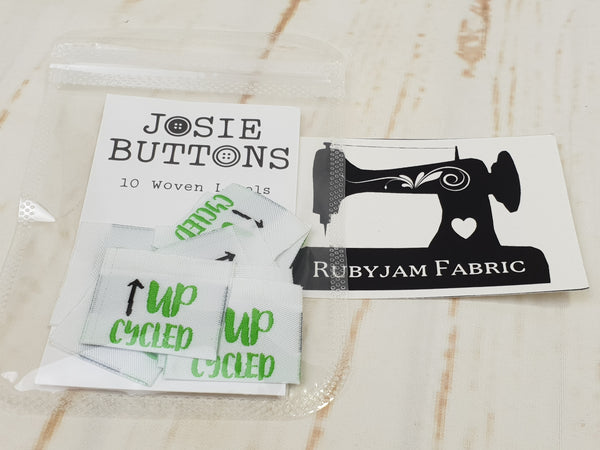 JOSIE
BUTTONS
10 Woven Labels
CYCLED
UP
CYCLED
UP
CYCLED
RUBYJAM FABRIC